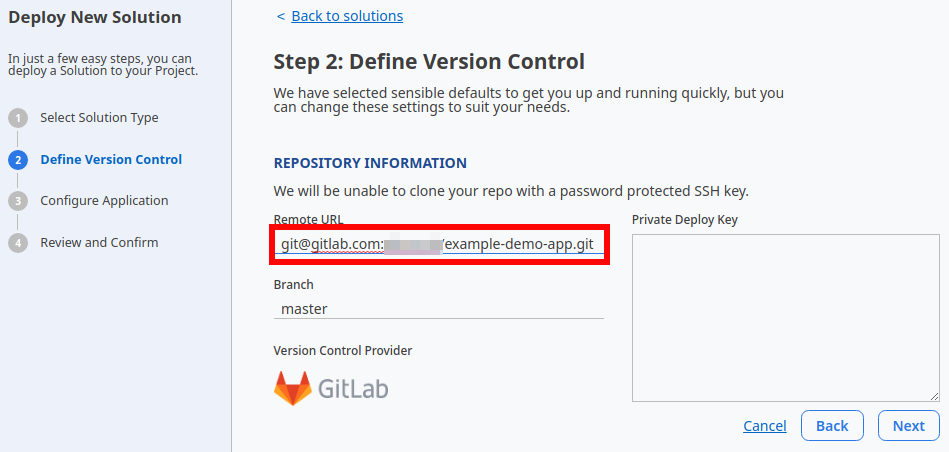 Deploy New Solution
In just a few easy steps, you can
deploy a Solution to your Project.
1 Select Solution Type
2 Define Version Control
3 Configure Application
4 Review and Confirm
< Back to solutions
Step 2: Define Version Control
We have selected sensible defaults to get you up and running quickly, but you
can change these settings to suit your needs.
REPOSITORY INFORMATION
We will be unable to clone your repo with a password protected SSH key.
Remote URL
git@gitlab.com: /example-demo-app.git
Branch
master
Version Control Provider
GitLab
Private Deploy Key
Cancel Back Next